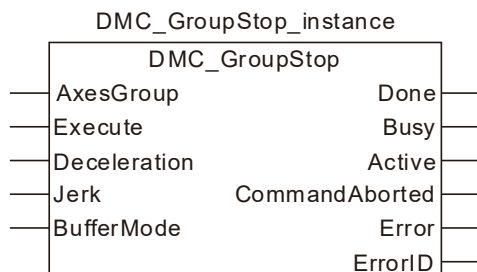 DMC_GroupStop_instance
DMC_GroupStop
AxesGroup Done
Execute Busy
Deceleration Active
Jerk CommandAborted
BufferMode Error
ErrorID